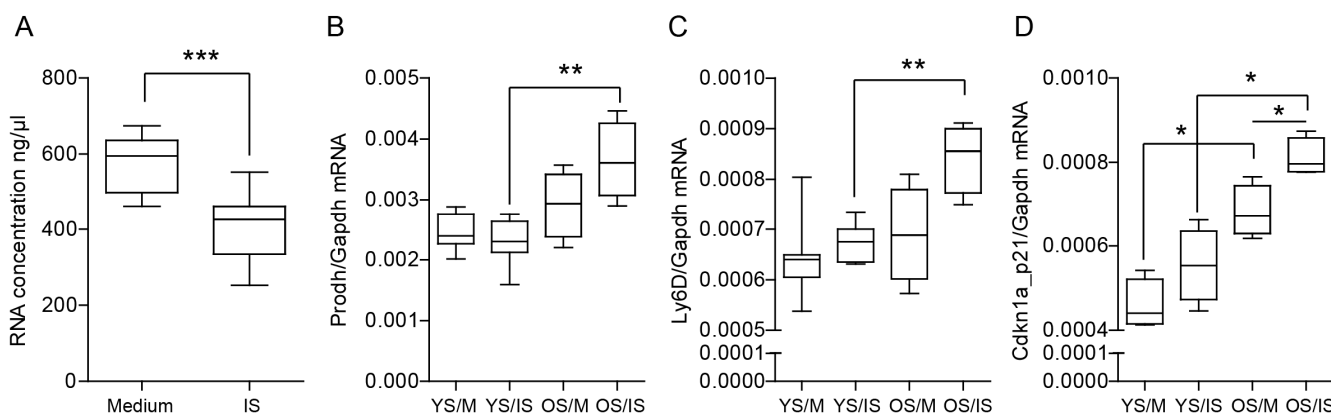 A
RNA concentration ng/µl
800
600
400
200
0
***
Medium
IS
B
Prodh/Gapdh mRNA
0.005
0.004
0.003
0.002
0.001
0.000
**
YS/M
YS/IS
OS/M
OS/IS
C
Ly6D/Gapdh mRNA
0.0010
0.0009
0.0008
0.0007
0.0006
0.0005
0.0001
0.0000
**
YS/M
YS/IS
OS/M
OS/IS
D
Cdkn1a_p21/Gapdh mRNA
0.0010
0.0008
0.0006
0.0004
0.0001
0.0000
*
*
*
YS/M
YS/IS
OS/M
OS/IS